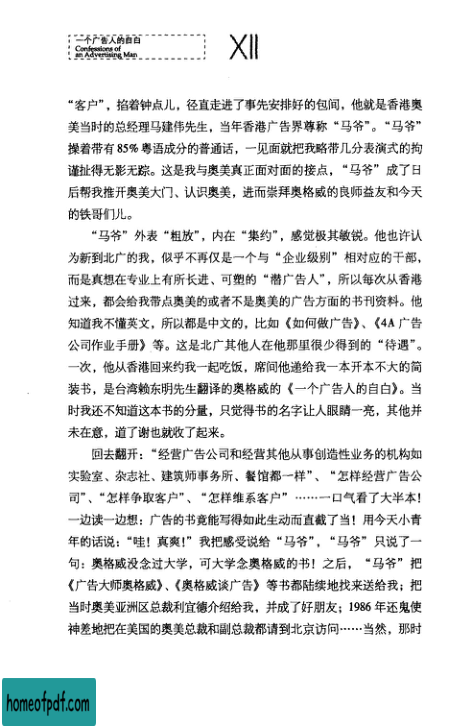 一个广告人的自白
Confessions of
an Advertising Man
XII
“客户”，掐着钟点儿，径直走进了事先安排好的包间，他就是香港奥
美当时的总经理马建伟先生，当年香港广告界尊称“马爷”。“马爷”
操着带有85%粤语成分的普通话，一见面就把我略带几分表演式的拘
谨扯得无影无踪。这是我与奥美真正面对面的接点，“马爷”成了日
后帮我推开奥美大门、认识奥美，进而崇拜奥格威的良师益友和今天
的铁哥们儿。
“马爷”外表“粗放”，内在“集约”，感觉极其敏锐。他也许认
为新到北广的我，似乎不再仅是一个与“企业级别”相对应的干部，
而是真想在专业上有所长进、可塑的“潜广告人”，所以每次从香港
过来，都会给我带点奥美的或者不是奥美的广告方面的书刊资料。他
知道我不懂英文，所以都是中文的，比如《如何做广告》、《4A广告
公司作业手册》等。这是北广其他人在他那里很少得到的“待遇”。
一次，他从香港回来约我一起吃饭，席间他递给我一本开本不大的简
装书，是台湾赖东明先生翻译的奥格威的《一个广告人的自白》。当
时我还不知道这本书的分量，只觉得书的名字让人眼睛一亮，其他并
未在意，道了谢也就收了起来。
回去翻开：“经营广告公司和经营其他从事创造性业务的机构如
实验室、杂志社、建筑师事务所、餐馆都一样”、“怎样经营广告公
司”、“怎样争取客户”、“怎样维系客户”……一口气看了大半本！
一边读一边想：广告的书竟能写得如此生动而直截了当！用今天小青
年的话说：“哇！真爽！”我把感受说给“马爷”，“马爷”只说了一
句：奥格威没念过大学，可大学念奥格威的书！之后，“马爷”把
《广告大师奥格威》、《奥格威谈广告》等书都陆续地找来送给我；把
当时奥美亚洲区总裁利宜德介绍给我，并成了好朋友；1986年还鬼使
神差地把在美国的奥美总裁和副总裁都请到北京访问……当然，那时
homeofpdf.com